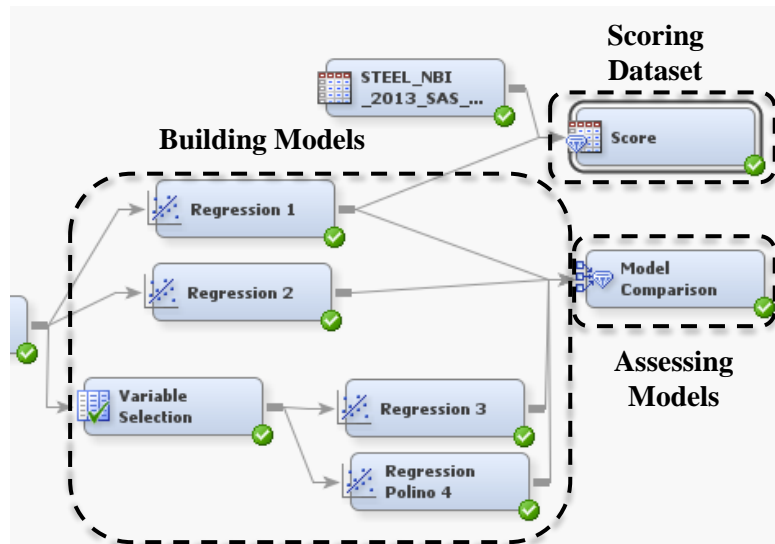 Scoring
Dataset
STEEL_NBI
_2013_SAS_...
Score
Building Models
Regression 1
Regression 2
Model
Comparison
Variable
Selection
Regression 3
Regression
Polino 4
Assessing
Models